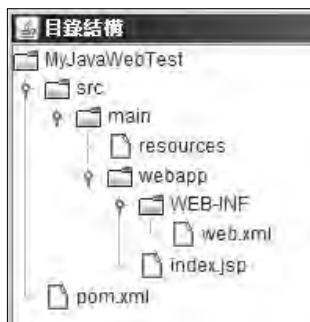 目錄結構
MyJavaWebTest
src
main
resources
webapp
WEB-INF
web.xml
index.jsp
pom.xml